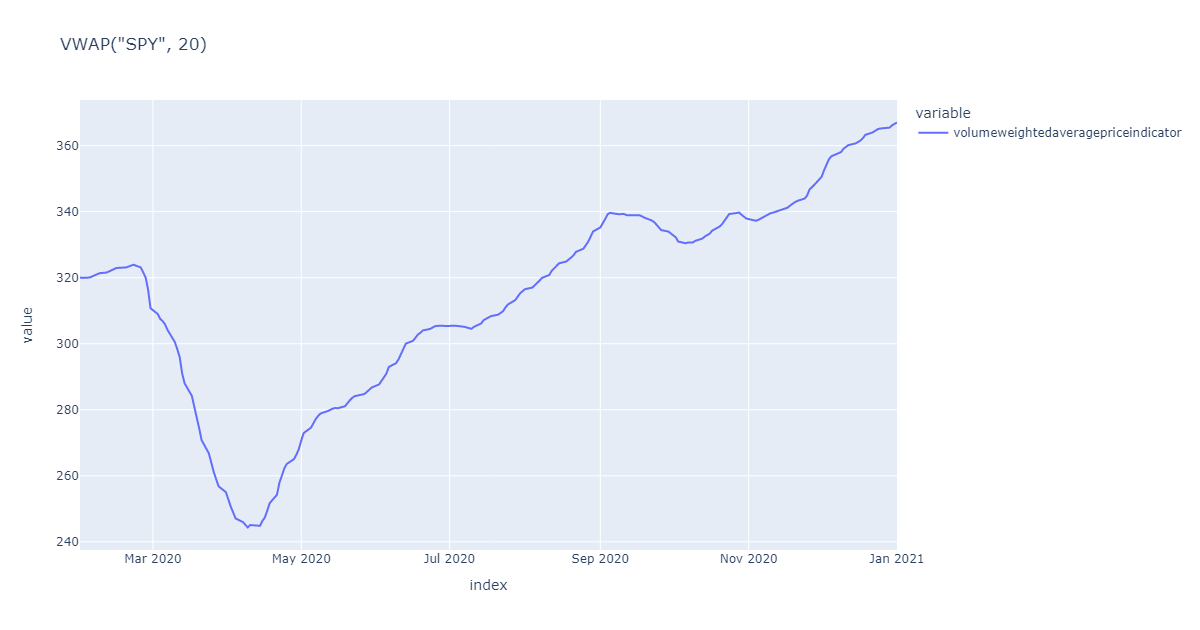 VWAP("SPY", 20)
variable
volumeweightedaveragepriceindicator
value
360
340
320
300
280
260
240
Mar 2020
May 2020
Jul 2020
Sep 2020
Nov 2020
Jan 2021
index